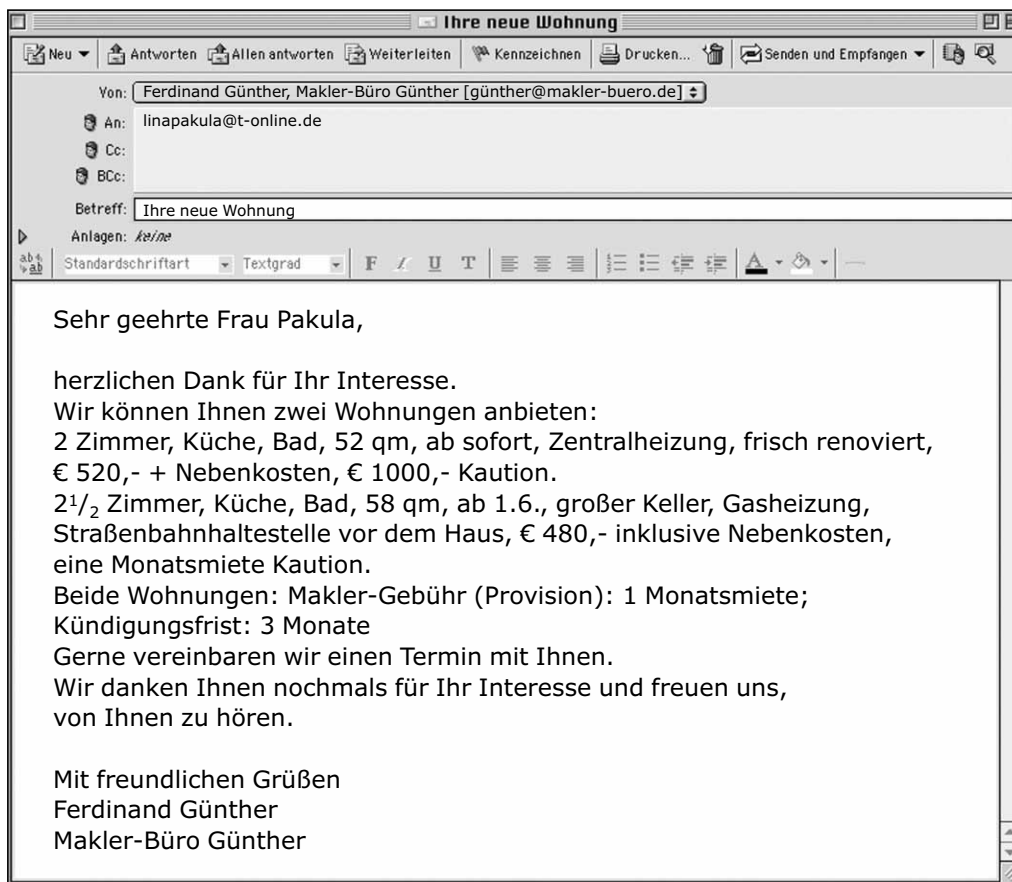 Ihre neue Wohnung
Neu Antworten Allen antworten Weiterleiten Kennzeichnen Drucken... Senden und Empfangen
Von: Ferdinand Günther, Makler-Büro Günther [günther@makler-buero.de]
An: linapakula@t-online.de
Cc:
BCc:
Betreff: Ihre neue Wohnung
Anlagen: keine
Standardschriftart Textgrad F I U T A
Sehr geehrte Frau Pakula,
herzlichen Dank für Ihr Interesse.
Wir können Ihnen zwei Wohnungen anbieten:
2 Zimmer, Küche, Bad, 52 qm, ab sofort, Zentralheizung, frisch renoviert,
€ 520,- + Nebenkosten, € 1000,- Kaution.
2 1/2 Zimmer, Küche, Bad, 58 qm, ab 1.6., großer Keller, Gasheizung,
Straßenbahnhaltestelle vor dem Haus, € 480,- inklusive Nebenkosten,
eine Monatsmiete Kaution.
Beide Wohnungen: Makler-Gebühr (Provision): 1 Monatsmiete;
Kündigungsfrist: 3 Monate
Gerne vereinbaren wir einen Termin mit Ihnen.
Wir danken Ihnen nochmals für Ihr Interesse und freuen uns,
von Ihnen zu hören.
Mit freundlichen Grüßen
Ferdinand Günther
Makler-Büro Günther